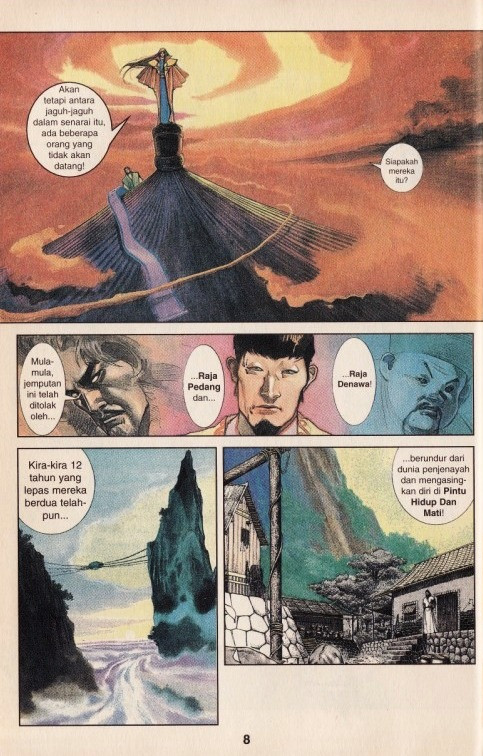 Akan
tetapi antara
jaguh-jaguh
dalam senarai itu,
ada beberapa
orang yang
tidak akan
datang!
Siapakah
mereka
itu?
Mula-
mula,
jemputan
ini telah
ditolak
oleh...
...Raja
Pedang
dan...
...Raja
Denawa!
Kira-kira 12
tahun yang
lepas mereka
berdua telah-
pun...
...berundur dari
dunia penjenayah
dan mengasing-
kan diri di Pintu
Hidup Dan
Mati!
8